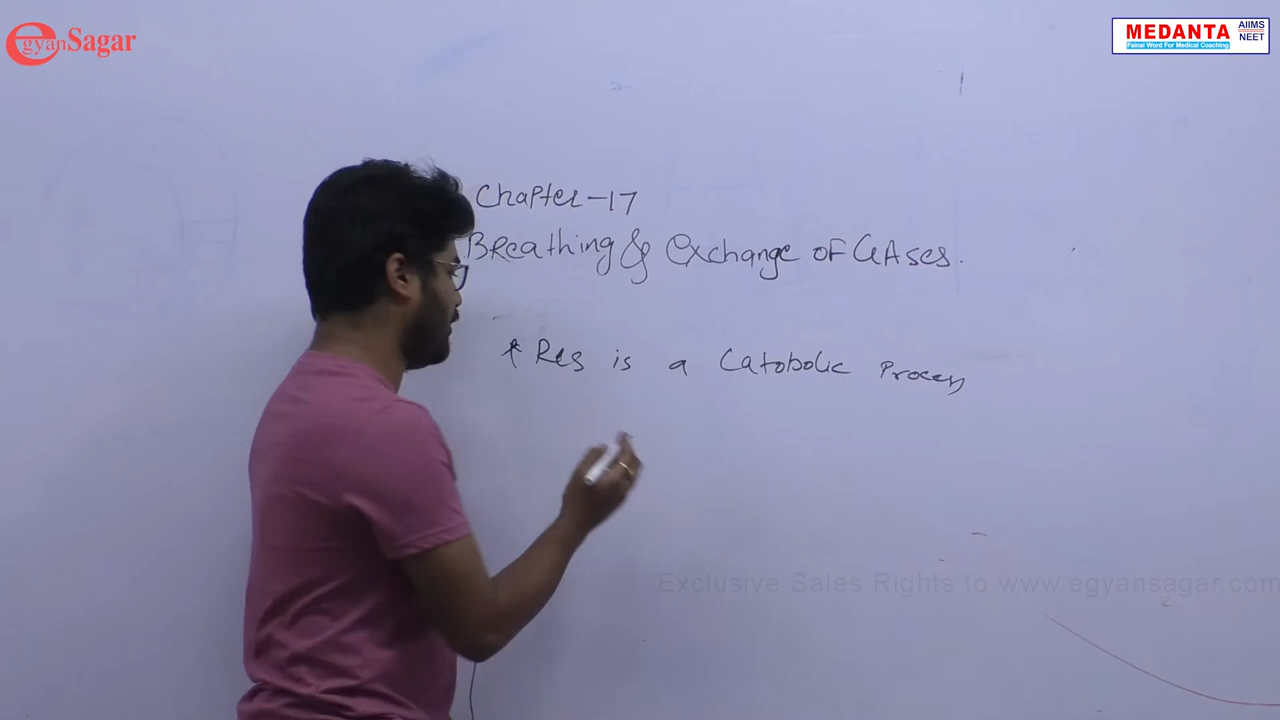 egyanSagar
MEDANTA
AIIMS
NEET
Fainal Word For Medical Coaching
Chapter-17
Breathing & Exchange of GAses.
* Res is a Catobolic Process
Exclusive Sales Rights to www.egyansagar.com